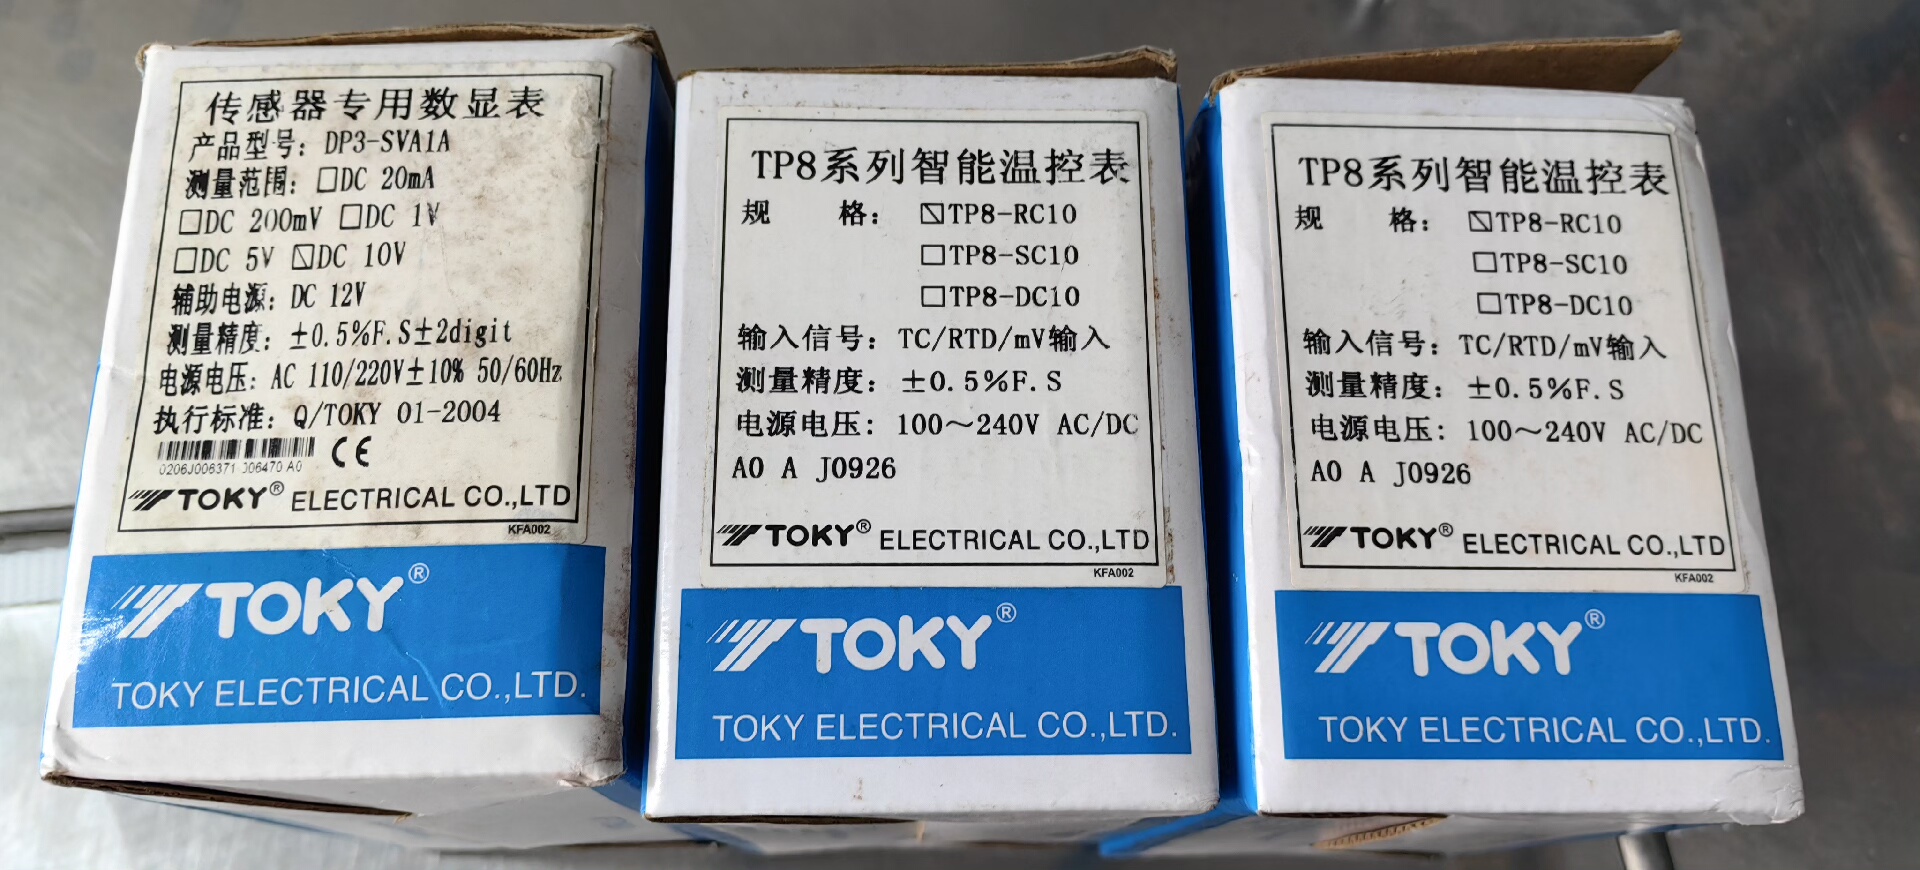 传感器专用数显表
产品型号: DP3-SVA1A
测量范围: □DC 20mA
□DC 200mV □DC 1V
□DC 5V ☑DC 10V
辅助电源: DC 12V
测量精度: ±0.5%F.S±2digit
电源电压: AC 110/220V±10% 50/60Hz
执行标准: Q/TOKY 01-2004
CE
0206J006371 J06470 A0
TOKY® ELECTRICAL CO.,LTD
KFA002
TOKY®
TOKY ELECTRICAL CO.,LTD.
TP8系列智能温控表
规 格: ☑TP8-RC10
□TP8-SC10
□TP8-DC10
输入信号: TC/RTD/mV输入
测量精度: ±0.5%F.S
电源电压: 100～240V AC/DC
A0 A J0926
TOKY® ELECTRICAL CO.,LTD
KFA002
TOKY®
TOKY ELECTRICAL CO.,LTD.
TP8系列智能温控表
规 格: ☑TP8-RC10
□TP8-SC10
□TP8-DC10
输入信号: TC/RTD/mV输入
测量精度: ±0.5%F.S
电源电压: 100～240V AC/DC
A0 A J0926
TOKY® ELECTRICAL CO.,LTD
KFA002
TOKY®
TOKY ELECTRICAL CO.,LTD.